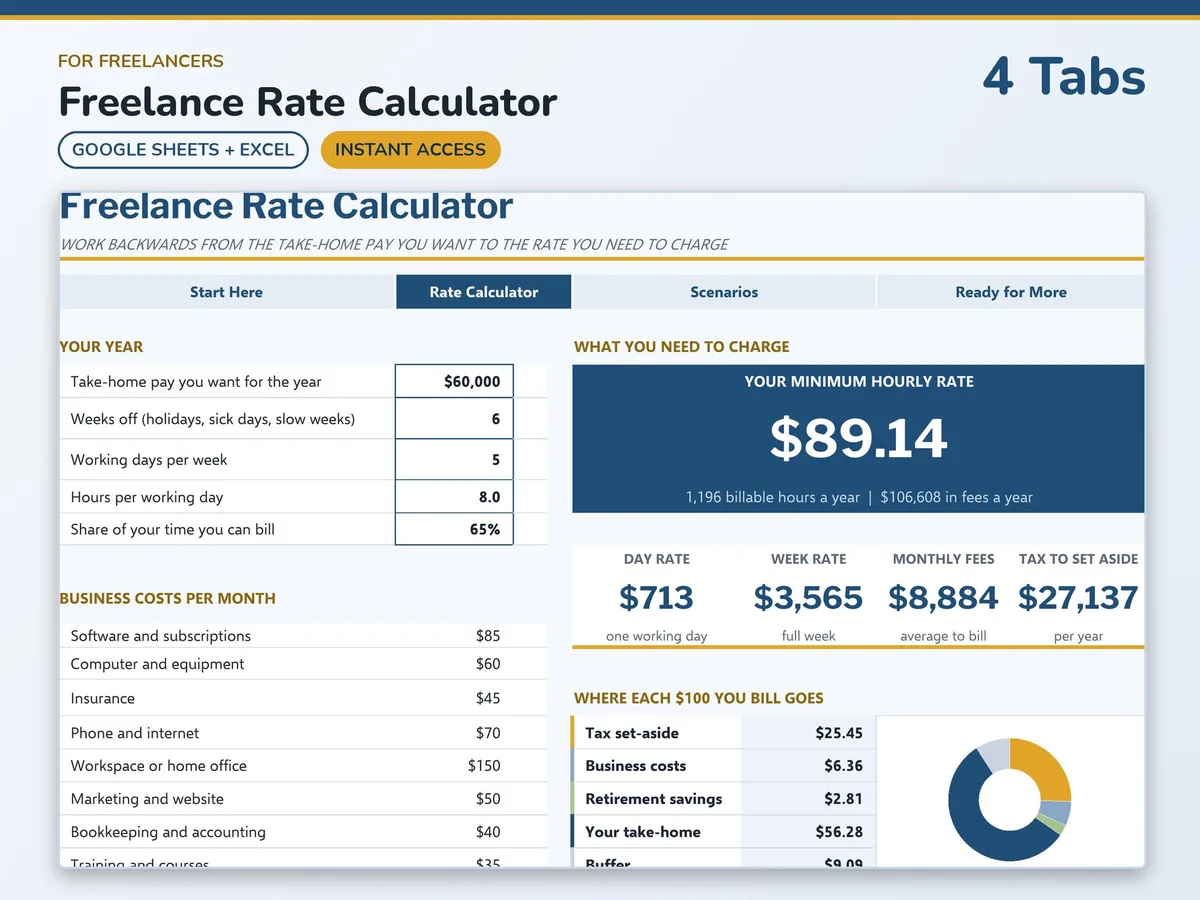 FOR FREELANCERS
Freelance Rate Calculator
4 Tabs
GOOGLE SHEETS + EXCEL
INSTANT ACCESS
Freelance Rate Calculator
WORK BACKWARDS FROM THE TAKE-HOME PAY YOU WANT TO THE RATE YOU NEED TO CHARGE
Start Here
Rate Calculator
Scenarios
Ready for More
YOUR YEAR
Take-home pay you want for the year $60,000
Weeks off (holidays, sick days, slow weeks) 6
Working days per week 5
Hours per working day 8.0
Share of your time you can bill 65%
BUSINESS COSTS PER MONTH
Software and subscriptions $85
Computer and equipment $60
Insurance $45
Phone and internet $70
Workspace or home office $150
Marketing and website $50
Bookkeeping and accounting $40
Training and courses $35
WHAT YOU NEED TO CHARGE
YOUR MINIMUM HOURLY RATE
$89.14
1,196 billable hours a year | $106,608 in fees a year
DAY RATE WEEK RATE MONTHLY FEES TAX TO SET ASIDE
$713 $3,565 $8,884 $27,137
one working day full week average to bill per year
WHERE EACH $100 YOU BILL GOES
Tax set-aside $25.45
Business costs $6.36
Retirement savings $2.81
Your take-home $56.28
Buffer $9.09